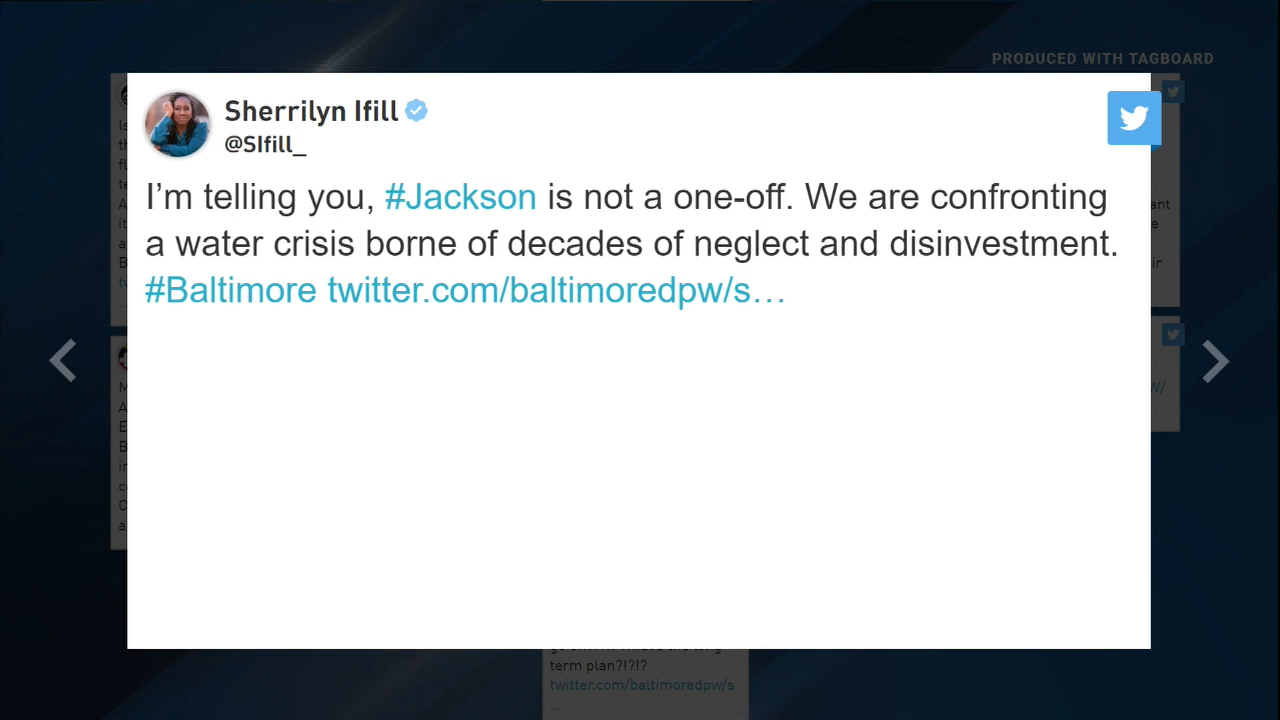 PRODUCED WITH TAGBOARD
Sherrilyn Ifill
@SIfill_
I’m telling you, #Jackson is not a one-off. We are confronting
a water crisis borne of decades of neglect and disinvestment.
#Baltimore twitter.com/baltimoredpw/s…
term plan?!?!?
twitter.com/baltimoredpw/s
...